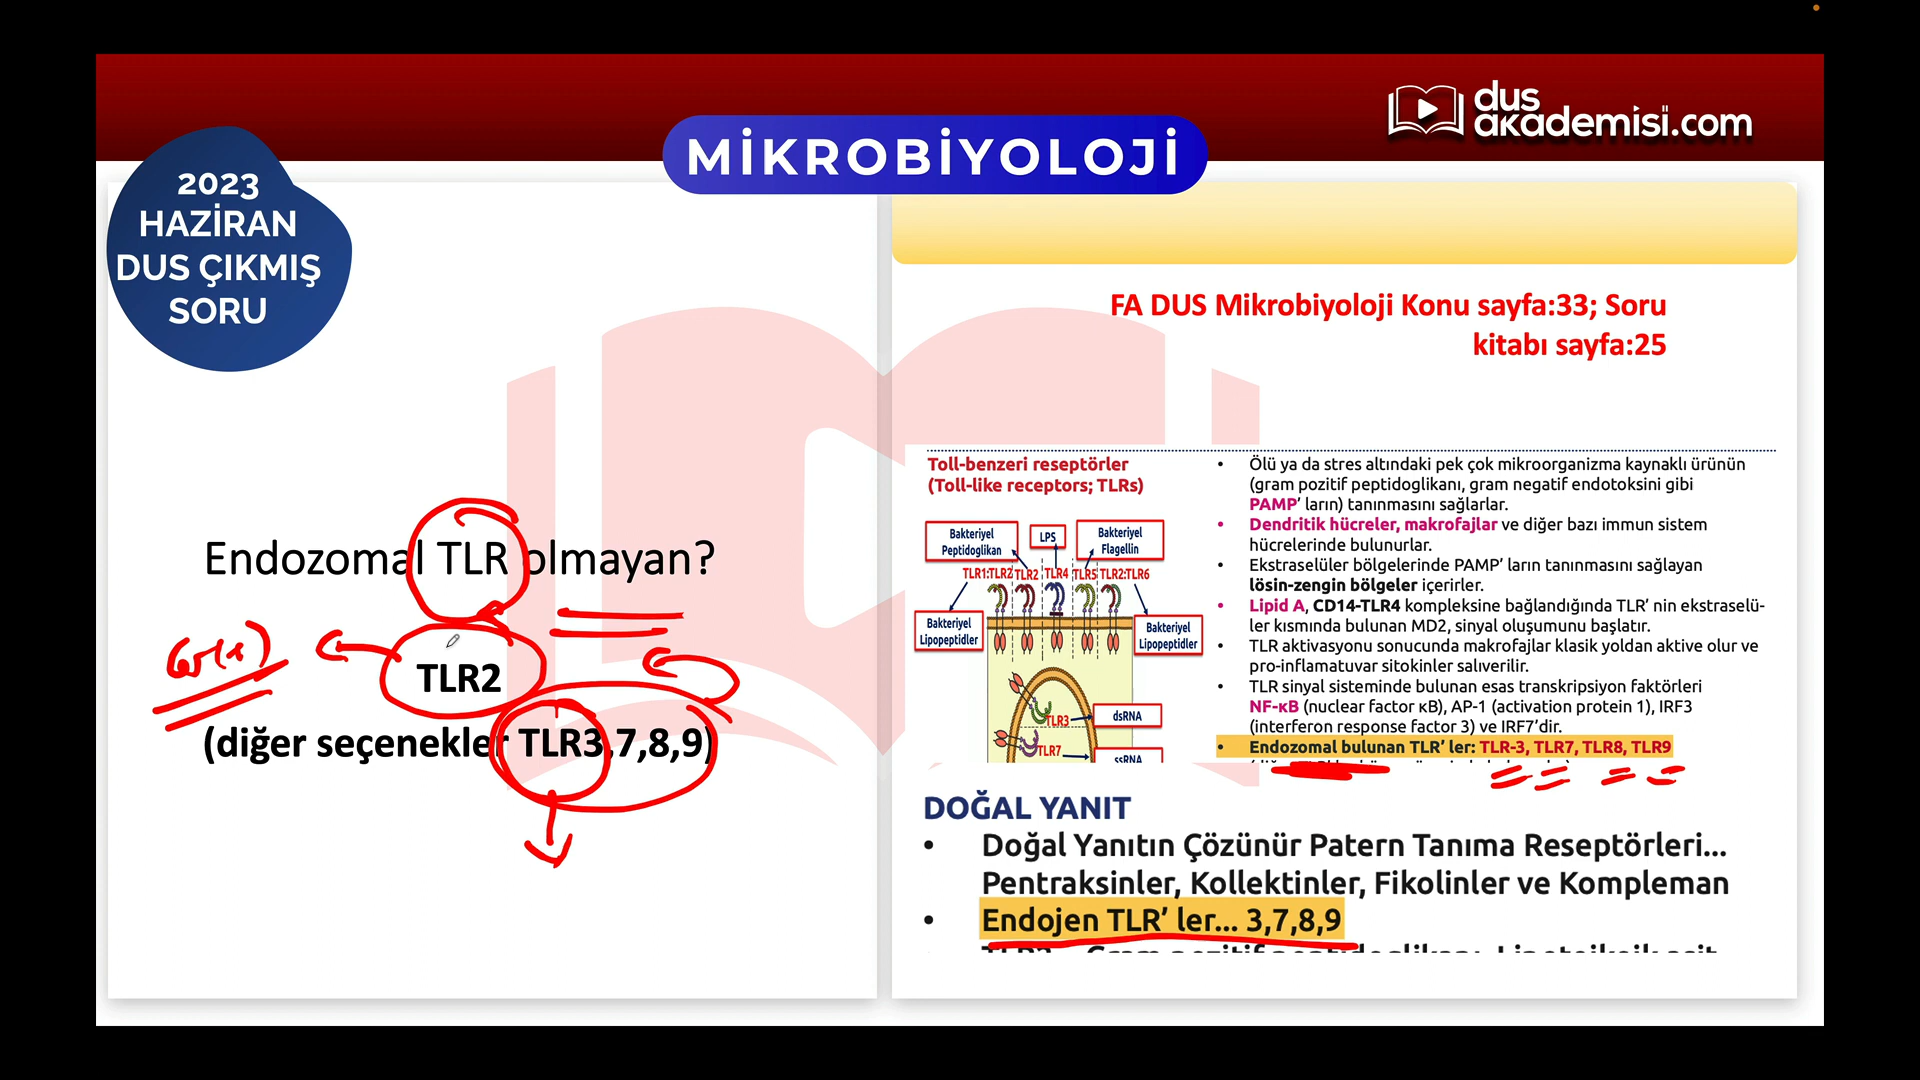 dus
akademisi.com
MİKROBİYOLOJİ
2023
HAZİRAN
DUS ÇIKMIŞ
SORU
Endozomal TLR olmayan?
Gr(+)
TLR2
(diğer seçenekler TLR3,7,8,9)
FA DUS Mikrobiyoloji Konu sayfa:33; Soru
kitabı sayfa:25
Toll-benzeri reseptörler
(Toll-like receptors; TLRs)
Bakteriyel
Peptidoglikan
LPS
Bakteriyel
Flagellin
TLR1:TLR2 TLR2 TLR4 TLR5 TLR2:TLR6
Bakteriyel
Lipopeptidler
Bakteriyel
Lipopeptidler
TLR3
dsRNA
TLR7
ssRNA
• Ölü ya da stres altındaki pek çok mikroorganizma kaynaklı ürünün
(gram pozitif peptidoglikanı, gram negatif endotoksini gibi
PAMP’ ların) tanınmasını sağlarlar.
• Dendritik hücreler, makrofajlar ve diğer bazı immun sistem
hücrelerinde bulunurlar.
• Ekstraselüler bölgelerinde PAMP’ ların tanınmasını sağlayan
lösin-zengin bölgeler içerirler.
• Lipid A, CD14-TLR4 kompleksine bağlandığında TLR’ nin ekstraselü-
ler kısmında bulunan MD2, sinyal oluşumunu başlatır.
• TLR aktivasyonu sonucunda makrofajlar klasik yoldan aktive olur ve
pro-inflamatuvar sitokinler salıverilir.
• TLR sinyal sisteminde bulunan esas transkripsiyon faktörleri
NF-κB (nuclear factor κB), AP-1 (activation protein 1), IRF3
(interferon response factor 3) ve IRF7’dir.
• Endozomal bulunan TLR’ ler: TLR-3, TLR7, TLR8, TLR9
DOĞAL YANIT
• Doğal Yanıtın Çözünür Patern Tanıma Reseptörleri...
Pentraksinler, Kollektinler, Fikolinler ve Kompleman
• Endojen TLR’ ler... 3,7,8,9